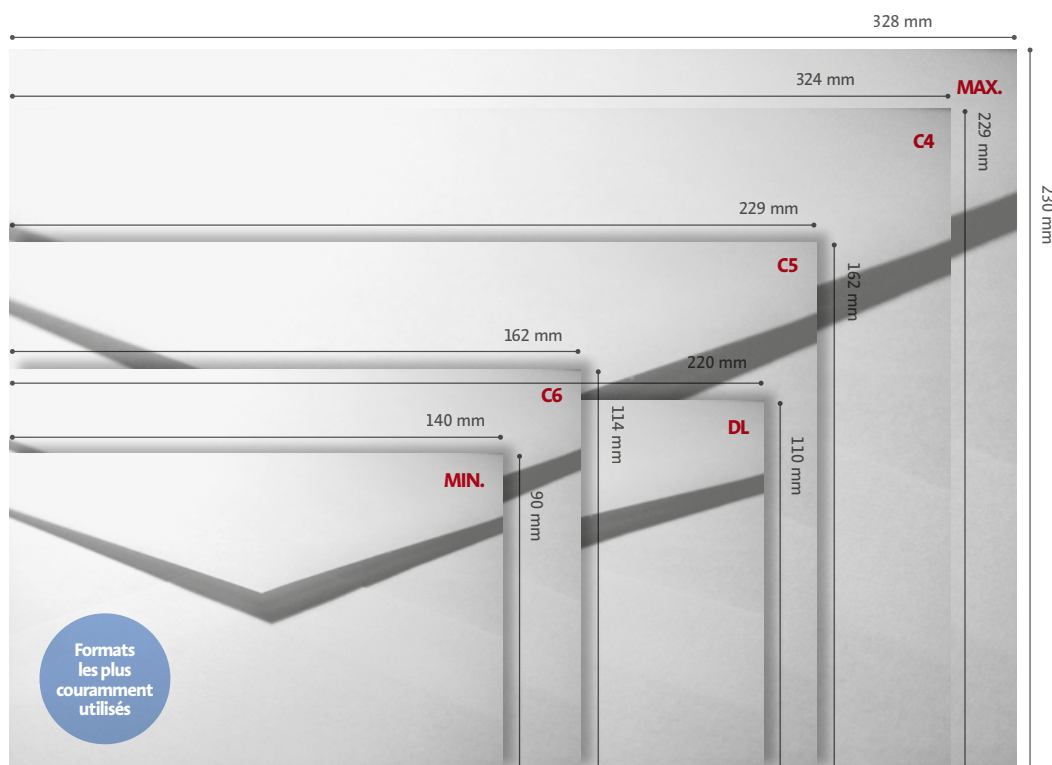 328 mm
324 mm
MAX.
229 mm
C4
230 mm
229 mm
C5
162 mm
162 mm
220 mm
C6
114 mm
DL
110 mm
140 mm
MIN.
90 mm
Formats
les plus
couramment
utilisés